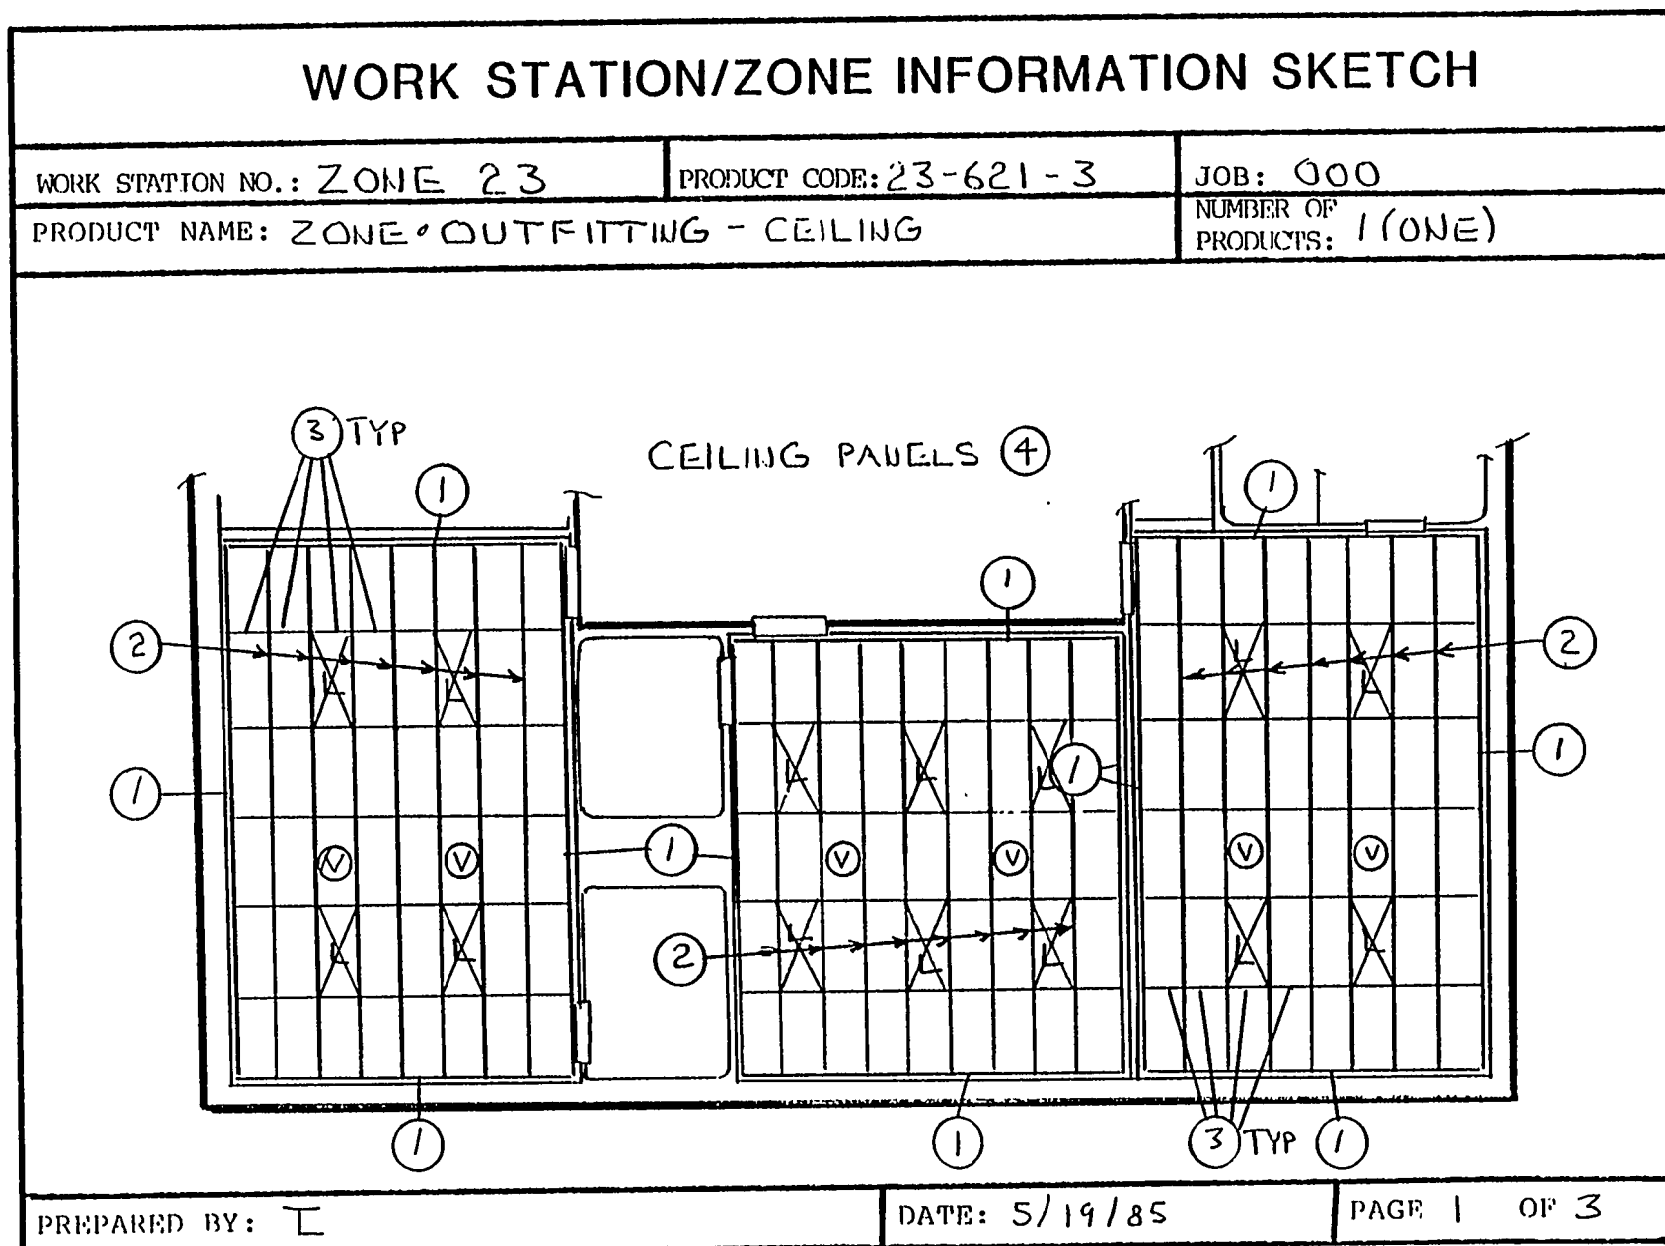 WORK STATION/ZONE INFORMATION SKETCH
WORK STATION NO.: ZONE 23
PRODUCT CODE: 23-621-3
JOB: 000
PRODUCT NAME: ZONE • OUTFITTING - CEILING
NUMBER OF
PRODUCTS: 1 (ONE)
3 TYP
CEILING PANELS 4
1
1
1
2
2
L
L
L
L
1
L
L
L
1
1
1
V
V
V
V
V
V
2
L
L
L
L
L
L
L
1
1
3 TYP
1
PREPARED BY: I
DATE: 5/19/85
PAGE 1 OF 3